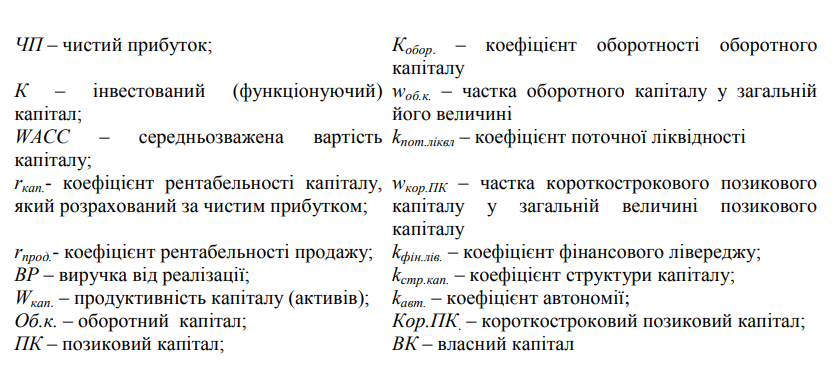 ЧП – чистий прибуток;
К – інвестований (функціонуючий)
капітал;
WACC – середньозважена вартість
капіталу;
rкап.- коефіцієнт рентабельності капіталу,
який розрахований за чистим прибутком;
rпрод.- коефіцієнт рентабельності продажу;
ВР – виручка від реалізації;
Wкап. – продуктивність капіталу (активів);
Об.к. – оборотний капітал;
ПК – позиковий капітал;
Кобор. – коефіцієнт оборотності оборотного
капіталу
wоб.к. – частка оборотного капіталу у загальній
його величині
kпот.ліквл – коефіцієнт поточної ліквідності
wкор.ПК – частка короткострокового позикового
капіталу у загальній величині позикового
капіталу
kфін.лів. – коефіцієнт фінансового лівереджу;
kстр.кап. – коефіцієнт структури капіталу;
kавт. – коефіцієнт автономії;
Кор.ПК. – короткостроковий позиковий капітал;
ВК – власний капітал